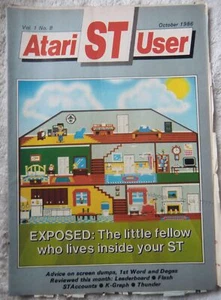 Vol. 1 No. 8 October 1986
Atari ST User
EXPOSED: The little fellow
who lives inside your ST
Advice on screen dumps, 1st Word and Degas
Reviewed this month: Leaderboard ● Flash
STAccounts ● K-Graph ● Thunder